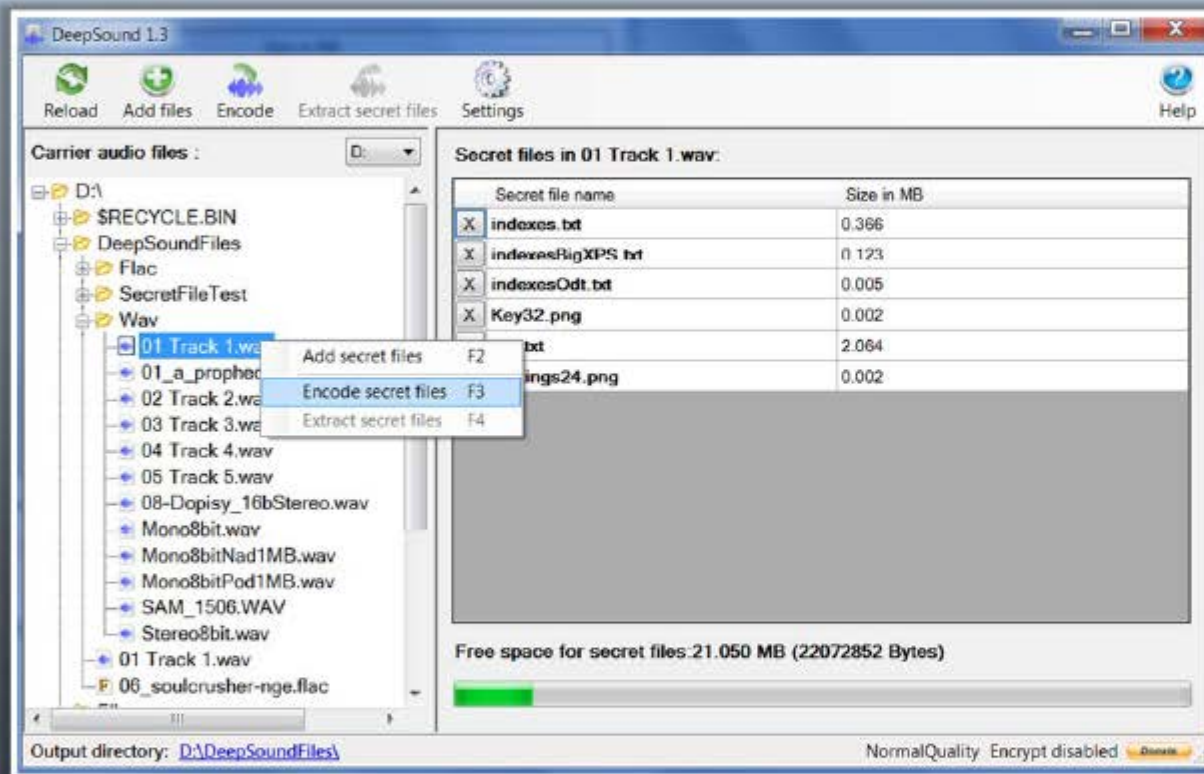 DeepSound 1.3
Reload Add files Encode Extract secret files Settings Help
Carrier audio files : D:
D:\
$RECYCLE.BIN
DeepSoundFiles
Flac
SecretFileTest
Wav
01 Track 1.wa
01_a_prophec
02 Track 2.wa
03 Track 3.wa
04 Track 4.wav
05 Track 5.wav
08-Dopisy_16bStereo.wav
Mono8bit.wav
Mono8bitNad1MB.wav
Mono8bitPod1MB.wav
SAM_1506.WAV
Stereo8bit.wav
01 Track 1.wav
F 06_soulcrusher-nge.flac
Add secret files F2
Encode secret files F3
Extract secret files F4
Secret files in 01 Track 1.wav:
Secret file name Size in MB
X indexes.txt 0.366
X indexesBigXPS.txt 0.123
X indexesOdt.txt 0.005
X Key32.png 0.002
txt 2.064
ings24.png 0.002
Free space for secret files:21.050 MB (22072852 Bytes)
Output directory: D:\DeepSoundFiles\ NormalQuality Encrypt disabled Donate